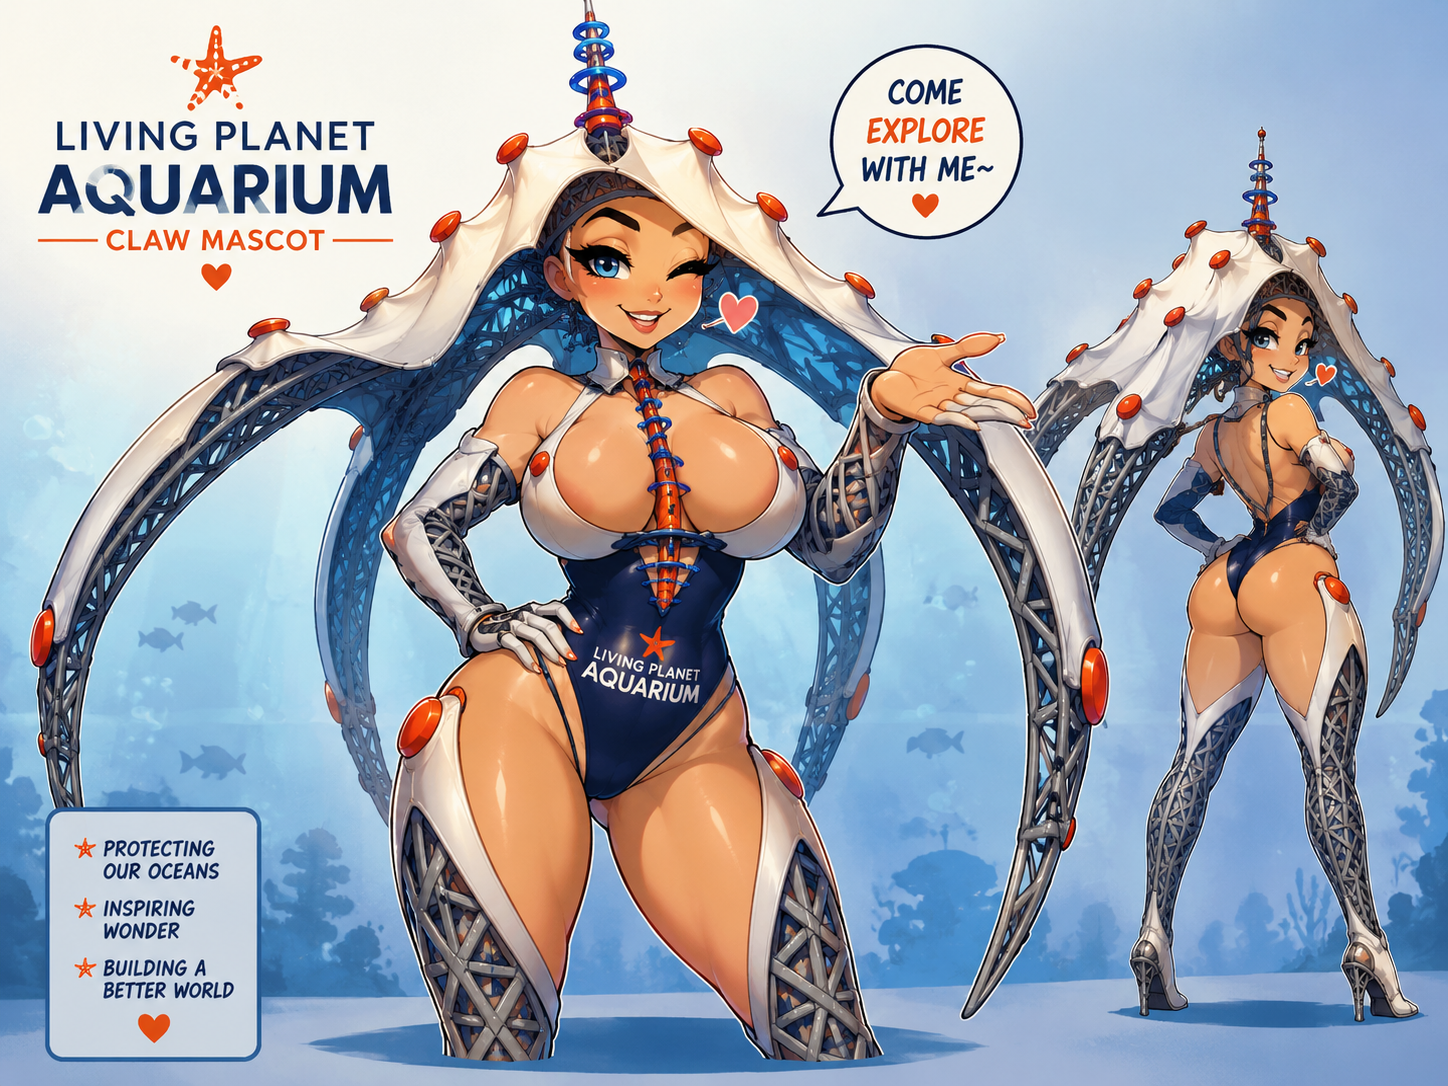 LIVING PLANET
AQUARIUM
CLAW MASCOT
COME
EXPLORE
WITH ME~
LIVING PLANET
AQUARIUM
PROTECTING
OUR OCEANS
INSPIRING
WONDER
BUILDING A
BETTER WORLD